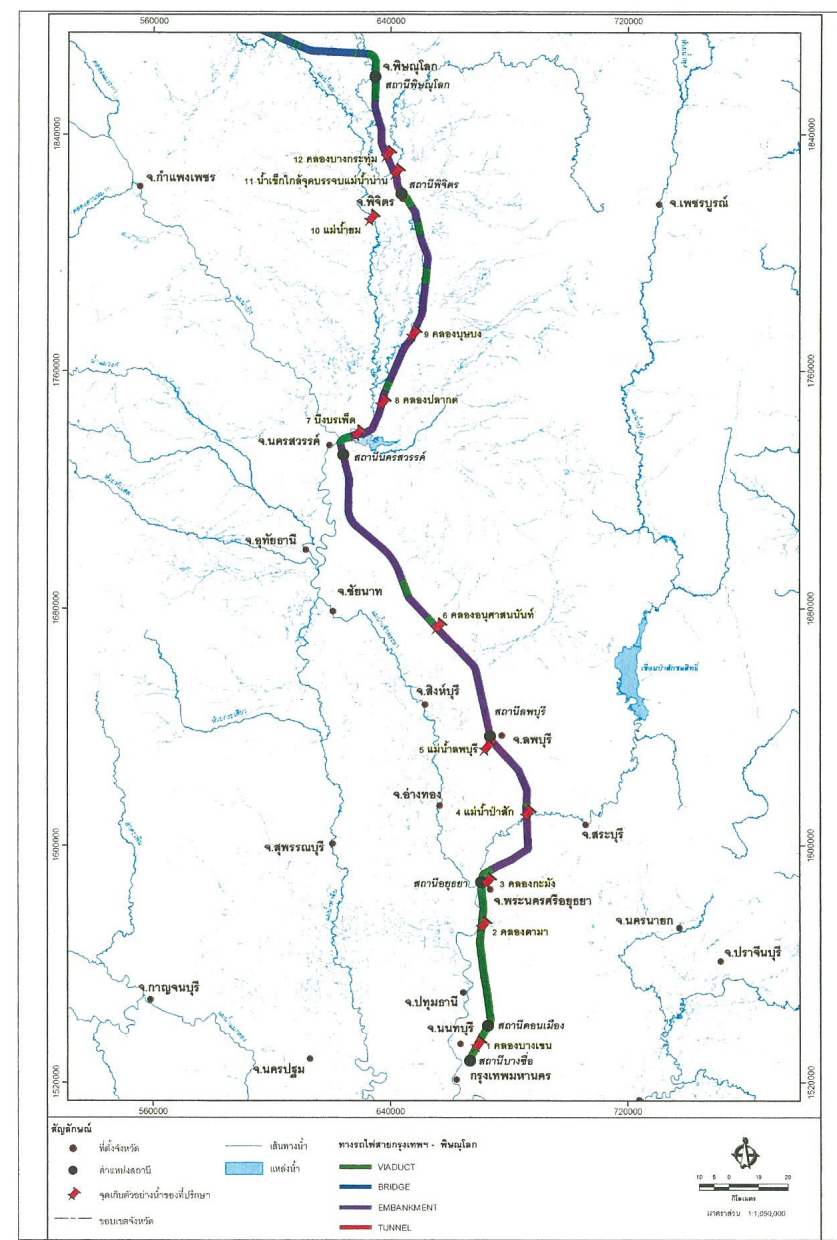 560000 640000 720000
จ.พิษณุโลก
สถานีพิษณุโลก
1840000 1840000
12 คลองบางกระทุ่ม
11 น้ำเข็กใกล้จุดบรรจบแม่น้ำน่าน
สถานีพิจิตร
จ.กำแพงเพชร
จ.พิจิตร
จ.เพชรบูรณ์
10 แม่น้ำยม
9 คลองบุษบง
1760000 1760000
8 คลองปลากด
7 บึงบรเพ็ด
จ.นครสวรรค์
สถานีนครสวรรค์
จ.อุทัยธานี
จ.ชัยนาท
1680000 1680000
6 คลองอนุศาสนนันท์
เขื่อนป่าสักชลสิทธิ์
จ.สิงห์บุรี
สถานีลพบุรี
จ.ลพบุรี
5 แม่น้ำลพบุรี
จ.อ่างทอง
4 แม่น้ำป่าสัก
จ.สระบุรี
จ.สุพรรณบุรี
1600000 1600000
สถานีอยุธยา
3 คลองกะมัง
จ.พระนครศรีอยุธยา
2 คลองตามา
จ.นครนายก
จ.ปราจีนบุรี
จ.กาญจนบุรี
จ.ปทุมธานี
สถานีดอนเมือง
จ.นนทบุรี
1 คลองบางเขน
จ.นครปฐม
สถานีบางซื่อ
กรุงเทพมหานคร
1520000 1520000
560000 640000 720000
สัญลักษณ์
ที่ตั้งจังหวัด
ตำแหน่งสถานี
จุดเก็บตัวอย่างน้ำของที่ปรึกษา
ขอบเขตจังหวัด
เส้นทางน้ำ
แหล่งน้ำ
ทางรถไฟสายกรุงเทพฯ - พิษณุโลก
VIADUCT
BRIDGE
EMBANKMENT
TUNNEL
10 5 0 10 20
กิโลเมตร
มาตราส่วน 1:1,050,000